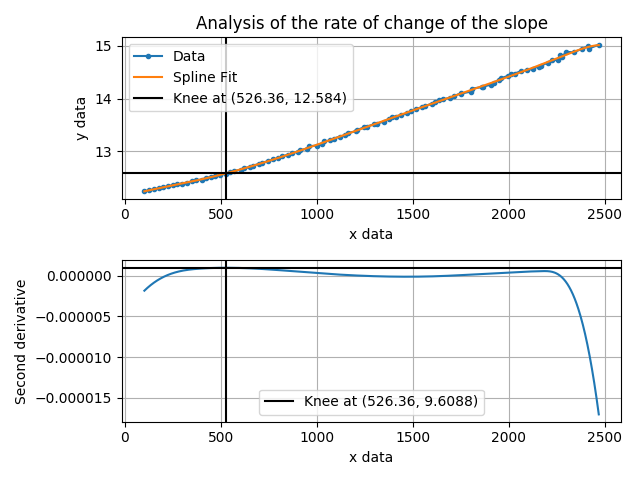 Analysis of the rate of change of the slope
Data
Spline Fit
Knee at (526.36, 12.584)
y data
15
14
13
0 500 1000 1500 2000 2500
x data
Second derivative
0.000000
−0.000005
−0.000010
−0.000015
Knee at (526.36, 9.6088)
0 500 1000 1500 2000 2500
x data